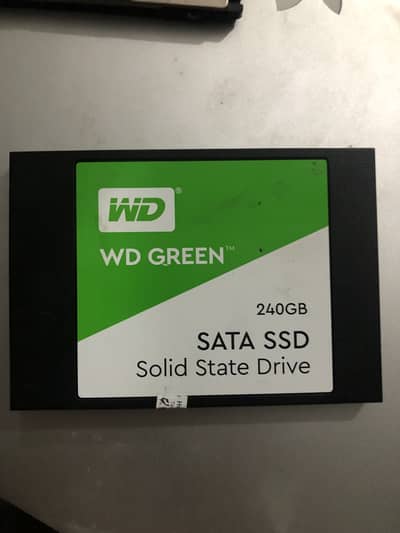 WD®
WD GREEN™
240GB
SATA SSD
Solid State Drive